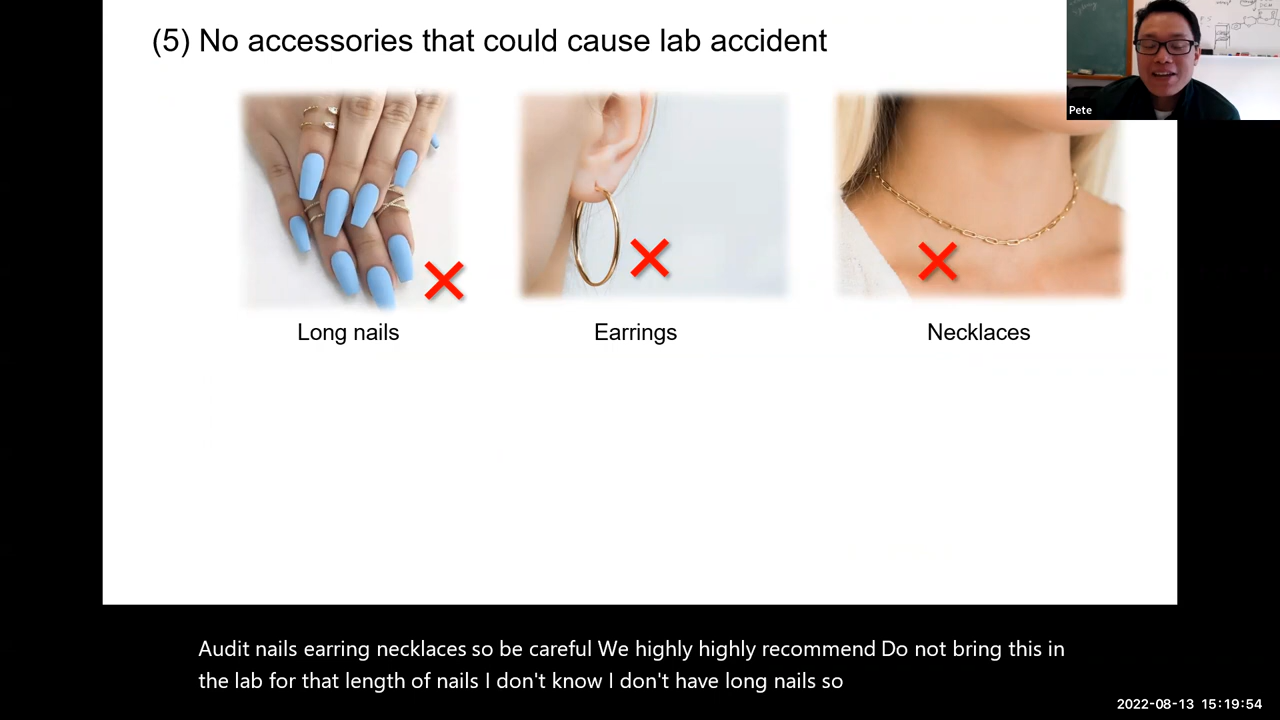 (5) No accessories that could cause lab accident
Pete
Long nails
Earrings
Necklaces
Audit nails earring necklaces so be careful We highly highly recommend Do not bring this in
the lab for that length of nails I don't know I don't have long nails so
2022-08-13 15:19:54